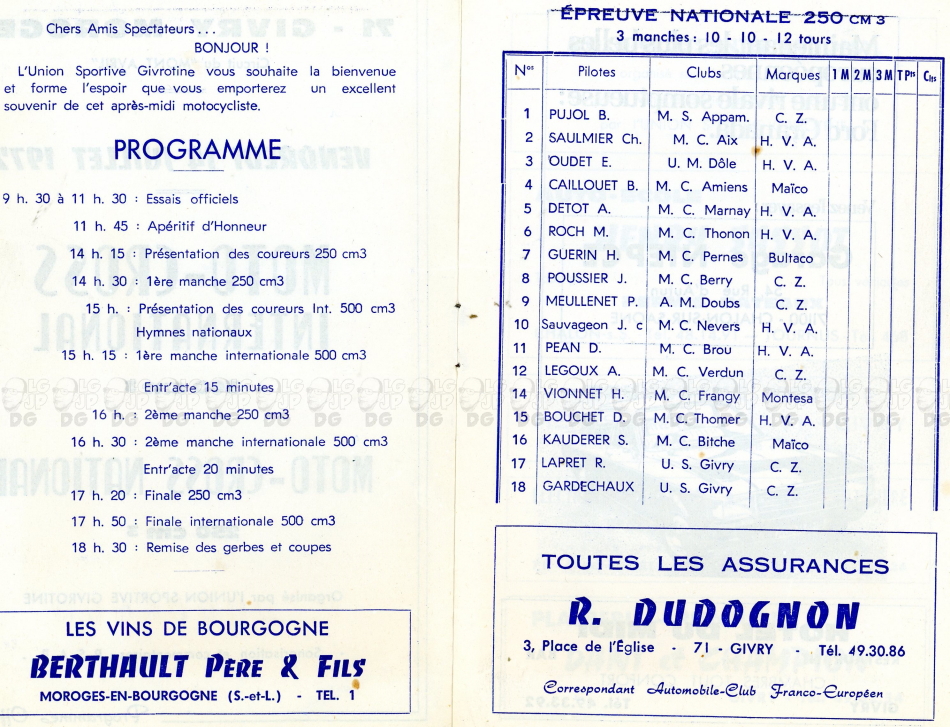 Chers Amis Spectateurs...
BONJOUR !
L'Union Sportive Givrotine vous souhaite la bienvenue
et forme l'espoir que vous emporterez un excellent
souvenir de cet après-midi motocycliste.
PROGRAMME
9 h. 30 à 11 h. 30 : Essais officiels
11 h. 45 : Apéritif d'Honneur
14 h. 15 : Présentation des coureurs 250 cm3
14 h. 30 : 1ère manche 250 cm3
15 h. : Présentation des coureurs Int. 500 cm3
Hymnes nationaux
15 h. 15 : 1ère manche internationale 500 cm3
Entr'acte 15 minutes
16 h. : 2ème manche 250 cm3
16 h. 30 : 2ème manche internationale 500 cm3
Entr'acte 20 minutes
17 h. 20 : Finale 250 cm3
17 h. 50 : Finale internationale 500 cm3
18 h. 30 : Remise des gerbes et coupes
LES VINS DE BOURGOGNE
BERTHAULT PÈRE & FILS
MOROGES-EN-BOURGOGNE (S.-et-L.) - TEL. 1
ÉPREUVE NATIONALE 250 CM3
3 manches : 10 - 10 - 12 tours
Nos Pilotes Clubs Marques 1 M 2 M 3 M T Pts Clts
1 PUJOL B. M. S. Appam. C. Z.
2 SAULMIER Ch. M. C. Aix H. V. A.
3 OUDET E. U. M. Dôle H. V. A.
4 CAILLOUET B. M. C. Amiens Maïco
5 DETOT A. M. C. Marnay H. V. A.
6 ROCH M. M. C. Thonon H. V. A.
7 GUERIN H. M. C. Pernes Bultaco
8 POUSSIER J. M. C. Berry C. Z.
9 MEULLENET P. A. M. Doubs C. Z.
10 Sauvageon J. c M. C. Nevers H. V. A.
11 PEAN D. M. C. Brou H. V. A.
12 LEGOUX A. M. C. Verdun C. Z.
14 VIONNET H. M. C. Frangy Montesa
15 BOUCHET D. M. C. Thomer H. V. A.
16 KAUDERER S. M. C. Bitche Maïco
17 LAPRET R. U. S. Givry C. Z.
18 GARDECHAUX U. S. Givry C. Z.
TOUTES LES ASSURANCES
R. DUDOGNON
3, Place de l'Église - 71 - GIVRY - Tél. 49.30.86
Correspondant Automobile-Club Franco-Européen